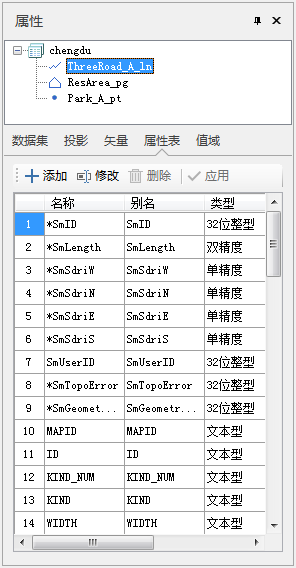 属性
chengdu
ThreeRoad_A_ln
ResArea_pg
Park_A_pt
数据集 投影 矢量 属性表 值域
添加 修改 删除 应用
名称 别名 类型
1 *SmID SmID 32位整型
2 *SmLength SmLength 双精度
3 *SmSdriW SmSdriW 单精度
4 *SmSdriN SmSdriN 单精度
5 *SmSdriE SmSdriE 单精度
6 *SmSdriS SmSdriS 单精度
7 SmUserID SmUserID 32位整型
8 *SmTopoError SmTopoError 32位整型
9 *SmGeomet... SmGeometr... 32位整型
10 MAPID MAPID 文本型
11 ID ID 文本型
12 KIND_NUM KIND_NUM 文本型
13 KIND KIND 文本型
14 WIDTH WIDTH 文本型